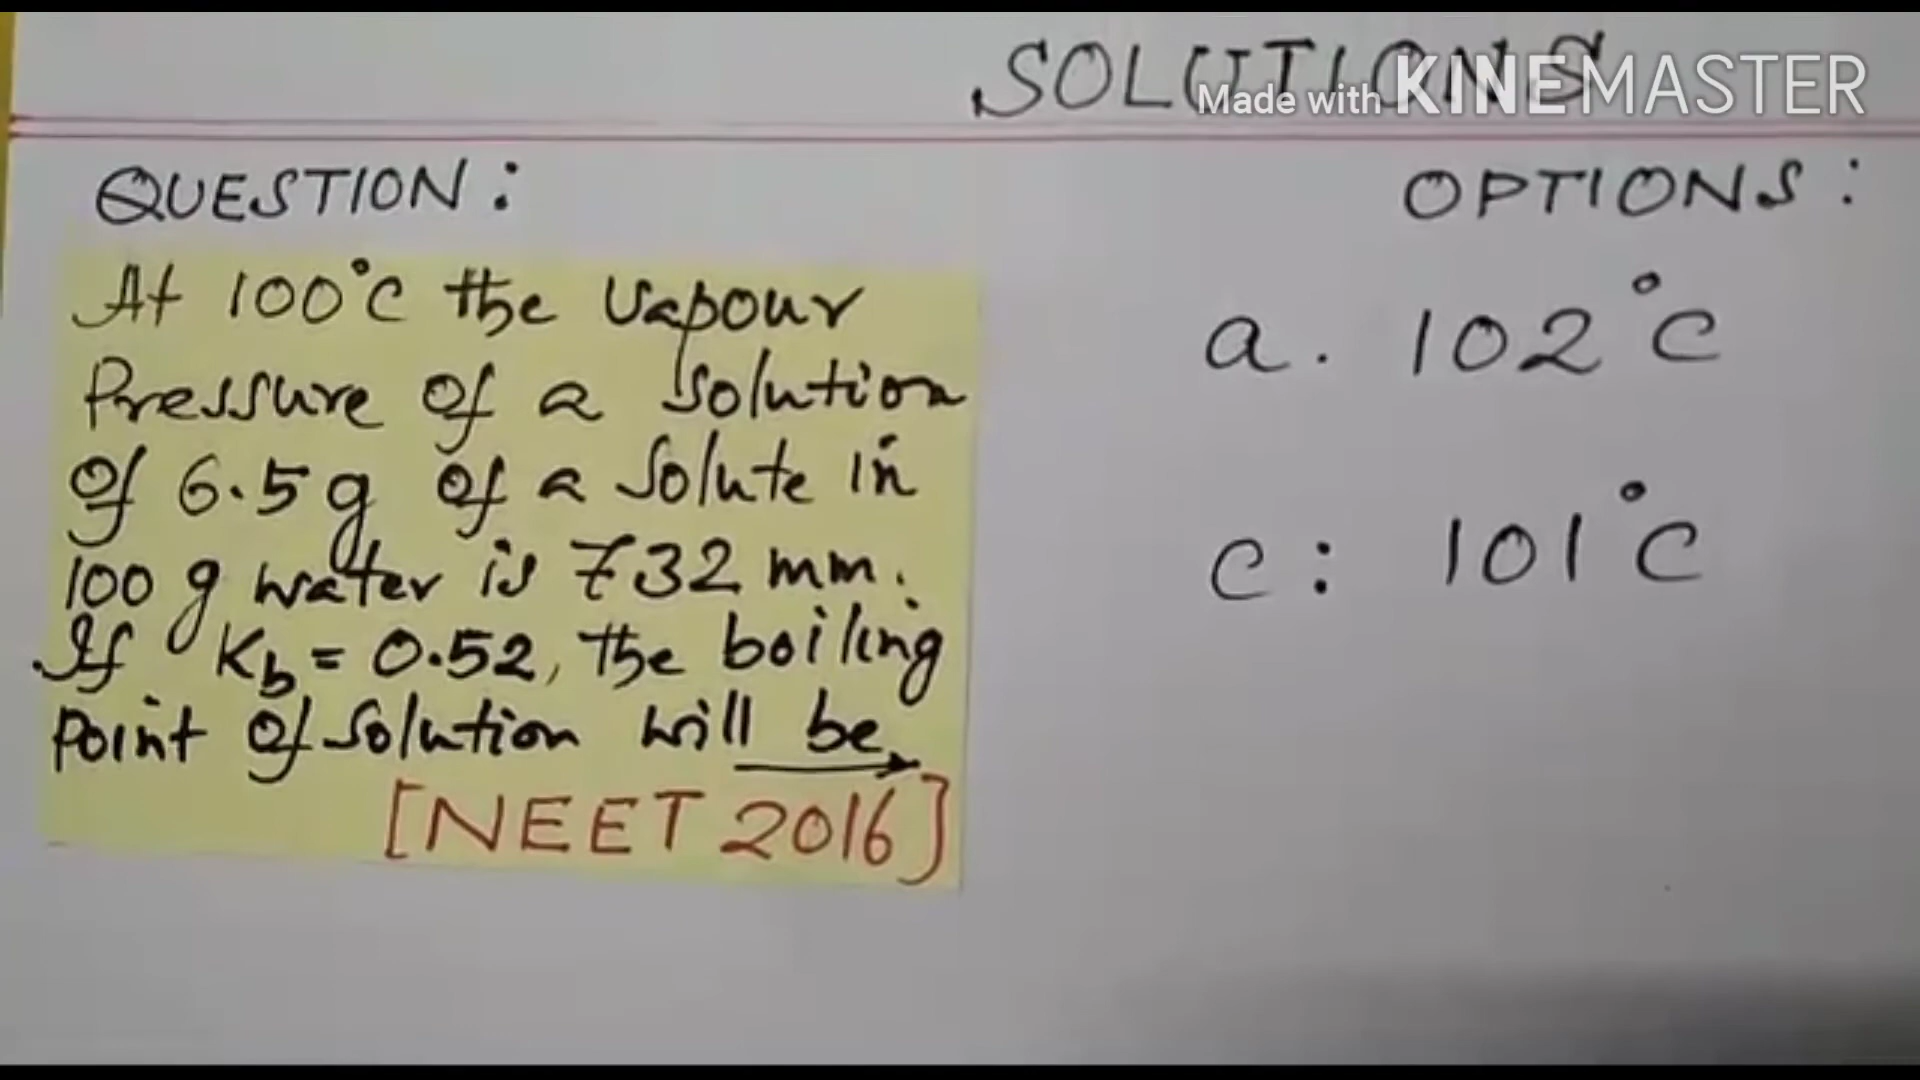 SOLUTIONS
Made with KINEMASTER
QUESTION:
At 100°C the vapour
Pressure of a solution
of 6.5g of a solute in
100 g water is 732 mm.
If Kb = 0.52, the boiling
Point of solution will be
[NEET 2016]
OPTIONS:
a. 102°C
c: 101°C